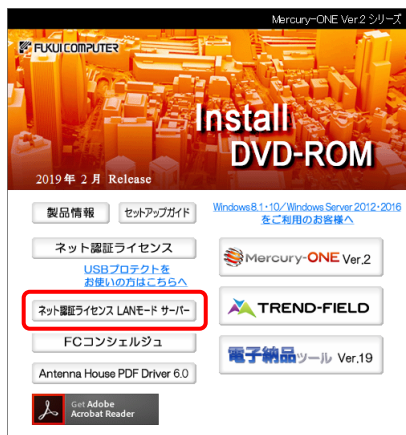 Mercury-ONE Ver.2 シリーズ
FUKUI COMPUTER
Install
DVD-ROM
2019年 2月 Release
製品情報
セットアップガイド
Windows8.1・10/Windows Server 2012・2016
をご利用のお客様へ
ネット認証ライセンス
USBプロテクトを
お使いの方はこちらへ
ネット認証ライセンス LANモード サーバー
FCコンシェルジュ
Antenna House PDF Driver 6.0
Get Adobe
Acrobat Reader
Mercury-ONE Ver.2
TREND-FIELD
電子納品ツール Ver.19